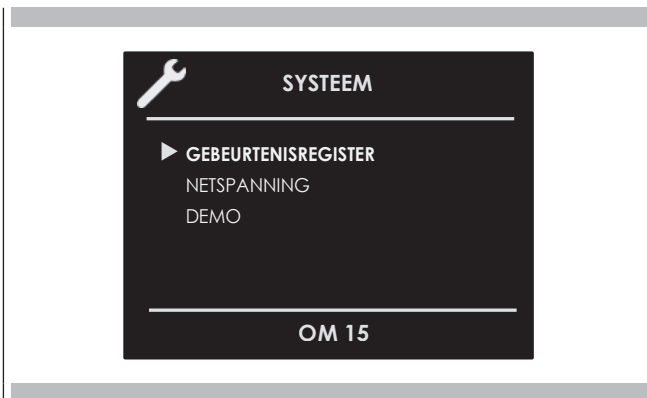 SYSTEEM
GEBEURTENISREGISTER
NETSPANNING
DEMO
OM 15